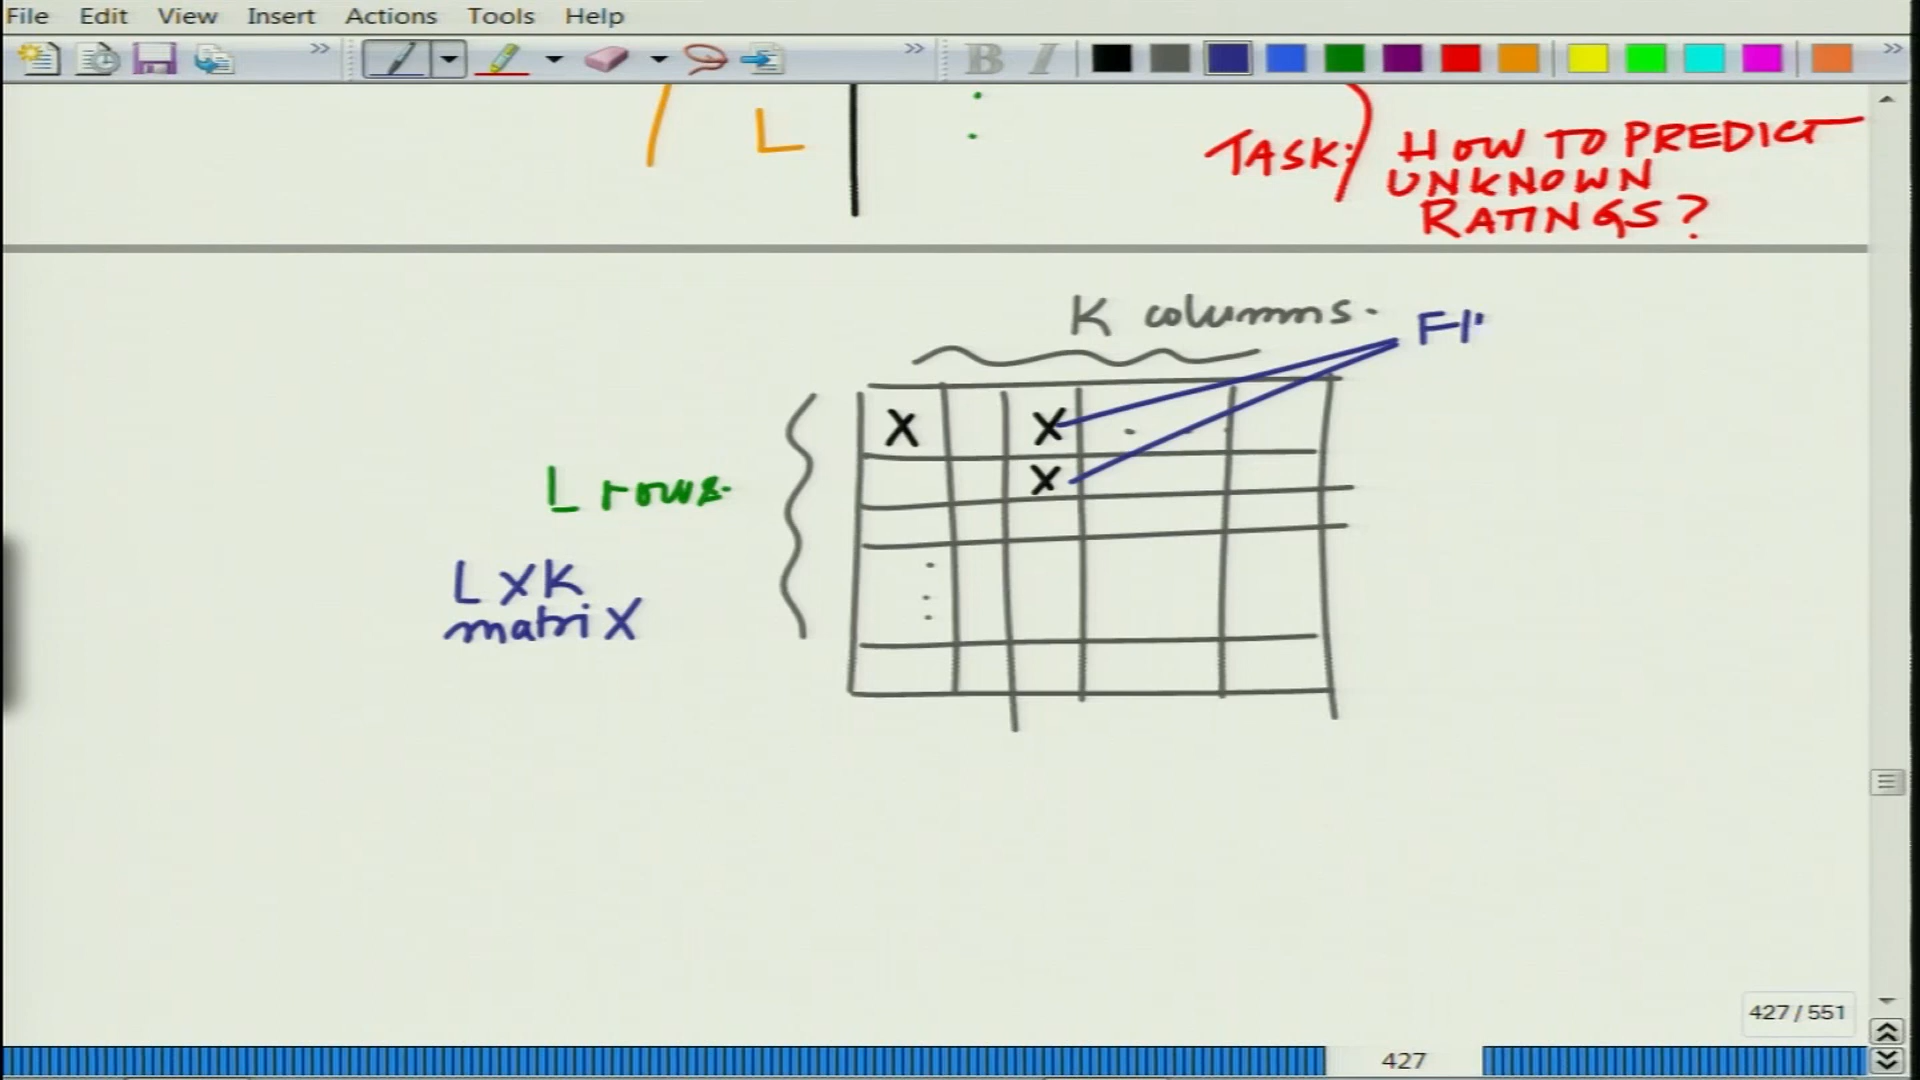 File Edit View Insert Actions Tools Help
B I
L
TASK: HOW TO PREDICT
UNKNOWN
RATINGS?
K columns.
X X
X
L rows.
L X K
matrix
427 / 551
427